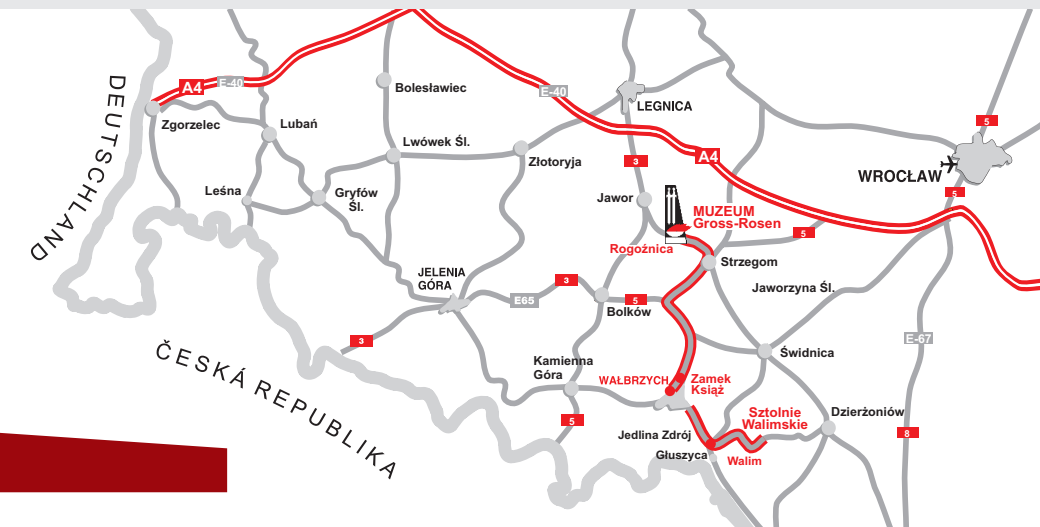 DEUTSCHLAND
A4
E-40
Zgorzelec
Lubań
Bolesławiec
Lwówek Śl.
Leśna
Gryfów
Śl.
Złotoryja
E-40
LEGNICA
3
A4
5
WROCŁAW
5
Jawor
MUZEUM
Gross-Rosen
Rogoźnica
5
Strzegom
JELENIA
GÓRA
3
E65
5
Bolków
Jaworzyna Śl.
3
E-67
Świdnica
ČESKÁ REPUBLIKA
Kamienna
Góra
WAŁBRZYCH
Zamek
Książ
5
Sztolnie
Walimskie
Dzierżoniów
8
Jedlina Zdrój
Głuszyca
Walim